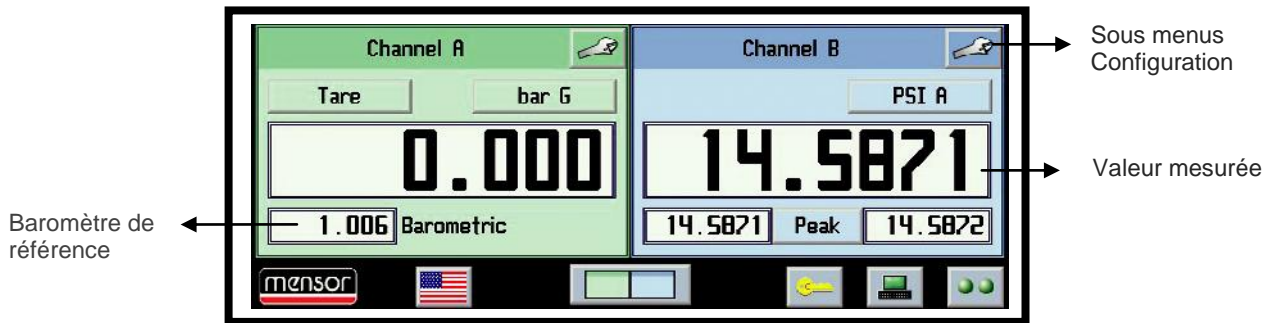 Channel A
Channel B
Sous menus
Configuration
Tare
bar G
PSI A
0.000
14.5871
Valeur mesurée
Baromètre de
référence
1.006 Barometric
14.5871 Peak 14.5872
mensor